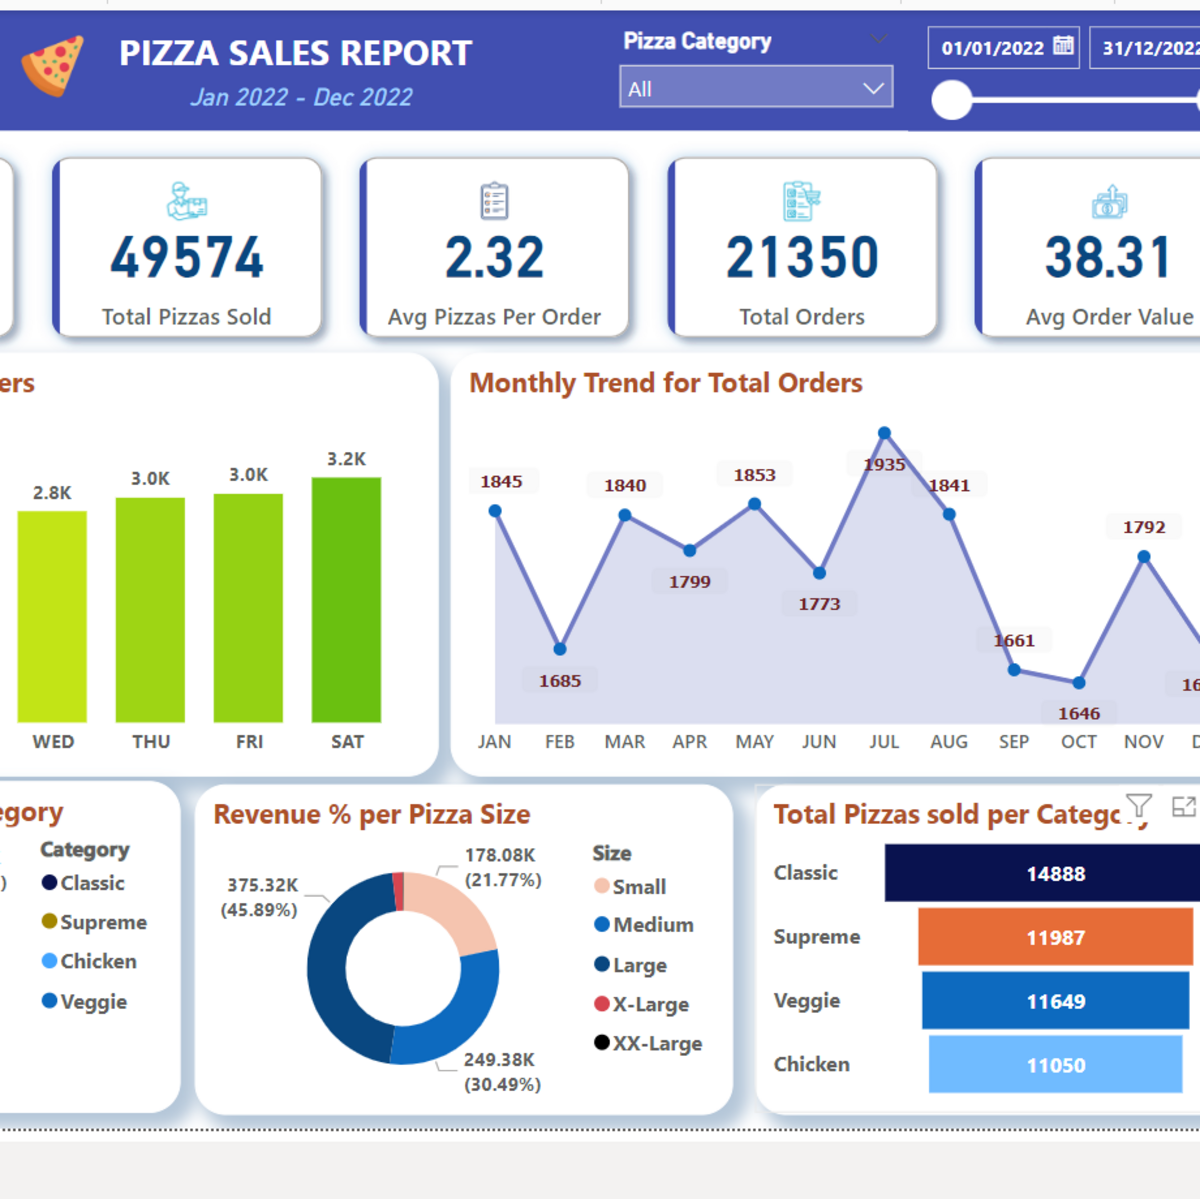 PIZZA SALES REPORT
Jan 2022 - Dec 2022
Pizza Category
All
01/01/2022
31/12/2022
49574
Total Pizzas Sold
2.32
Avg Pizzas Per Order
21350
Total Orders
38.31
Avg Order Value
ers
2.8K
3.0K
3.0K
3.2K
WED THU FRI SAT
Monthly Trend for Total Orders
1845
1685
1840
1799
1853
1773
1935
1841
1661
1646
1792
16
JAN FEB MAR APR MAY JUN JUL AUG SEP OCT NOV D
egory
)
Category
Classic
Supreme
Chicken
Veggie
Revenue % per Pizza Size
178.08K
(21.77%)
375.32K
(45.89%)
249.38K
(30.49%)
Size
Small
Medium
Large
X-Large
XX-Large
Total Pizzas sold per Category
Classic 14888
Supreme 11987
Veggie 11649
Chicken 11050